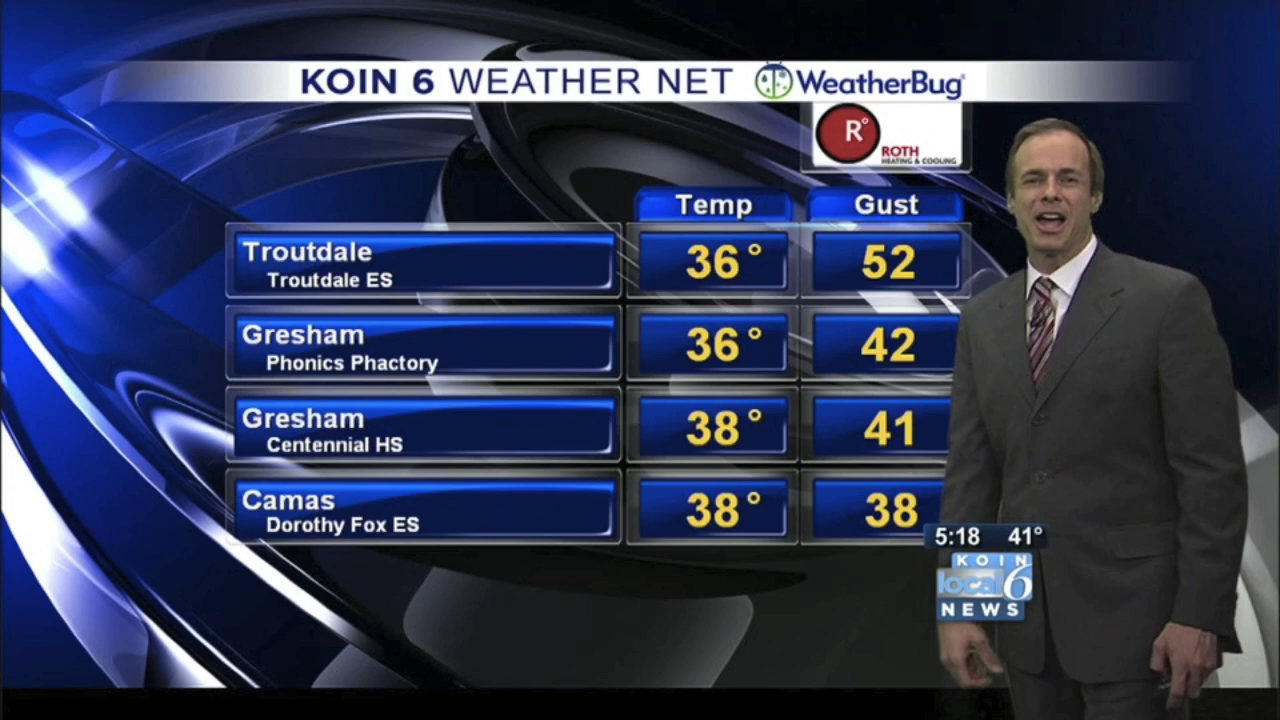 KOIN 6 WEATHER NET WeatherBug
R°
ROTH
HEATING & COOLING
Temp Gust
Troutdale
Troutdale ES
36° 52
Gresham
Phonics Phactory
36° 42
Gresham
Centennial HS
38° 41
Camas
Dorothy Fox ES
38° 38
5:18 41°
KOIN
local 6
NEWS